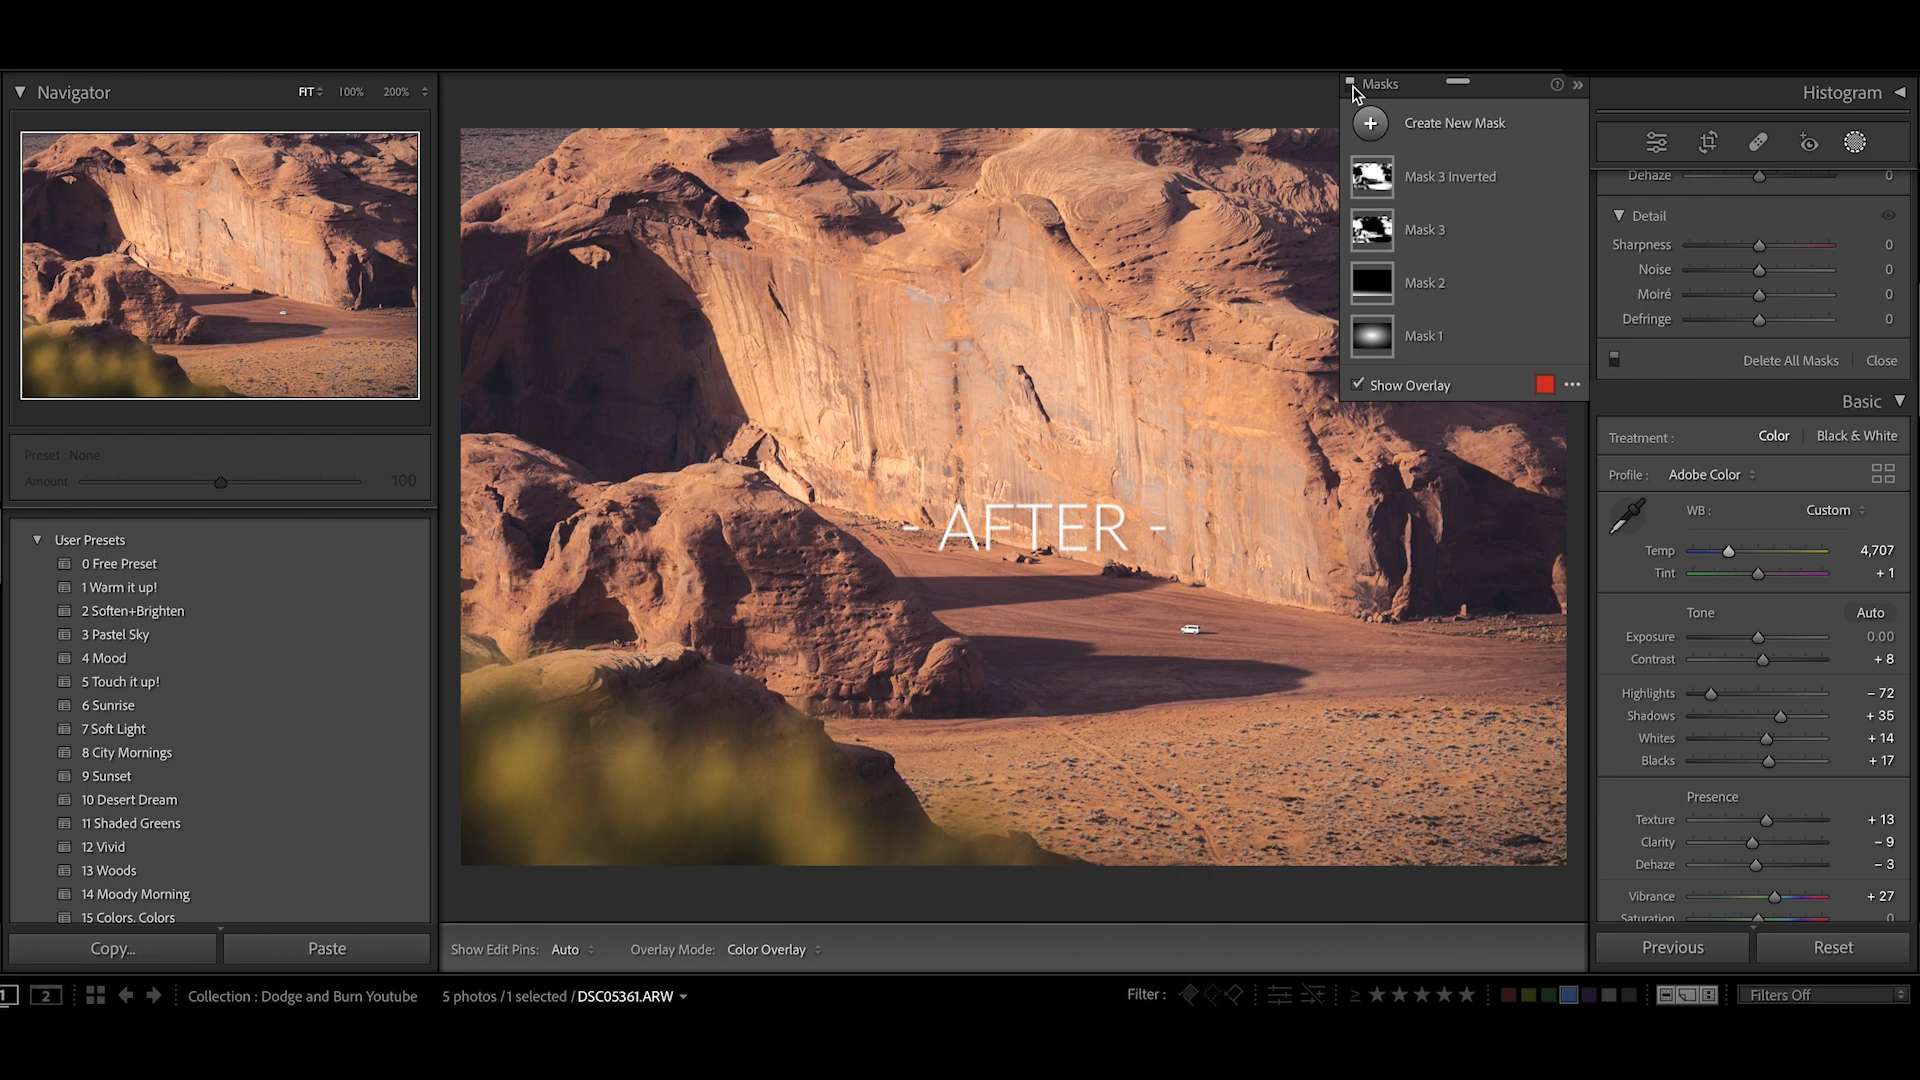 Navigator
FIT 100% 200%
Preset : None
Amount 100
User Presets
0 Free Preset
1 Warm it up!
2 Soften+Brighten
3 Pastel Sky
4 Mood
5 Touch it up!
6 Sunrise
7 Soft Light
8 City Mornings
9 Sunset
10 Desert Dream
11 Shaded Greens
12 Vivid
13 Woods
14 Moody Morning
15 Colors. Colors
Copy... Paste
- AFTER -
Masks
Create New Mask
Mask 3 Inverted
Mask 3
Mask 2
Mask 1
Show Overlay
Show Edit Pins: Auto Overlay Mode: Color Overlay
Histogram
Dehaze 0
Detail
Sharpness 0
Noise 0
Moiré 0
Defringe 0
Delete All Masks Close
Basic
Treatment : Color Black & White
Profile : Adobe Color
WB : Custom
Temp 4,707
Tint + 1
Tone Auto
Exposure 0.00
Contrast + 8
Highlights – 72
Shadows + 35
Whites + 14
Blacks + 17
Presence
Texture + 13
Clarity – 9
Dehaze – 3
Vibrance + 27
Saturation 0
Previous Reset
1 2 Collection : Dodge and Burn Youtube 5 photos / 1 selected / DSC05361.ARW Filter : ≥ Filters Off